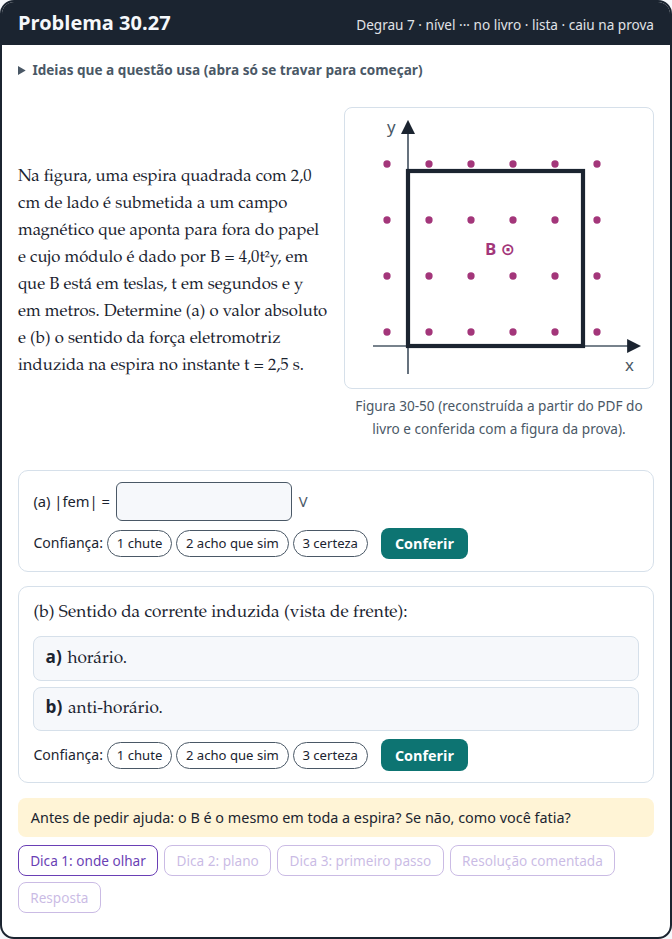 Problema 30.27
Degrau 7 · nível ··· no livro · lista · caiu na prova
▶ Ideias que a questão usa (abra só se travar para começar)
Na figura, uma espira quadrada com 2,0
cm de lado é submetida a um campo
magnético que aponta para fora do papel
e cujo módulo é dado por B = 4,0t²y, em
que B está em teslas, t em segundos e y
em metros. Determine (a) o valor absoluto
e (b) o sentido da força eletromotriz
induzida na espira no instante t = 2,5 s.
y
B
x
Figura 30-50 (reconstruída a partir do PDF do
livro e conferida com a figura da prova).
(a) |fem| = V
Confiança: 1 chute 2 acho que sim 3 certeza Conferir
(b) Sentido da corrente induzida (vista de frente):
a) horário.
b) anti-horário.
Confiança: 1 chute 2 acho que sim 3 certeza Conferir
Antes de pedir ajuda: o B é o mesmo em toda a espira? Se não, como você fatia?
Dica 1: onde olhar Dica 2: plano Dica 3: primeiro passo Resolução comentada
Resposta